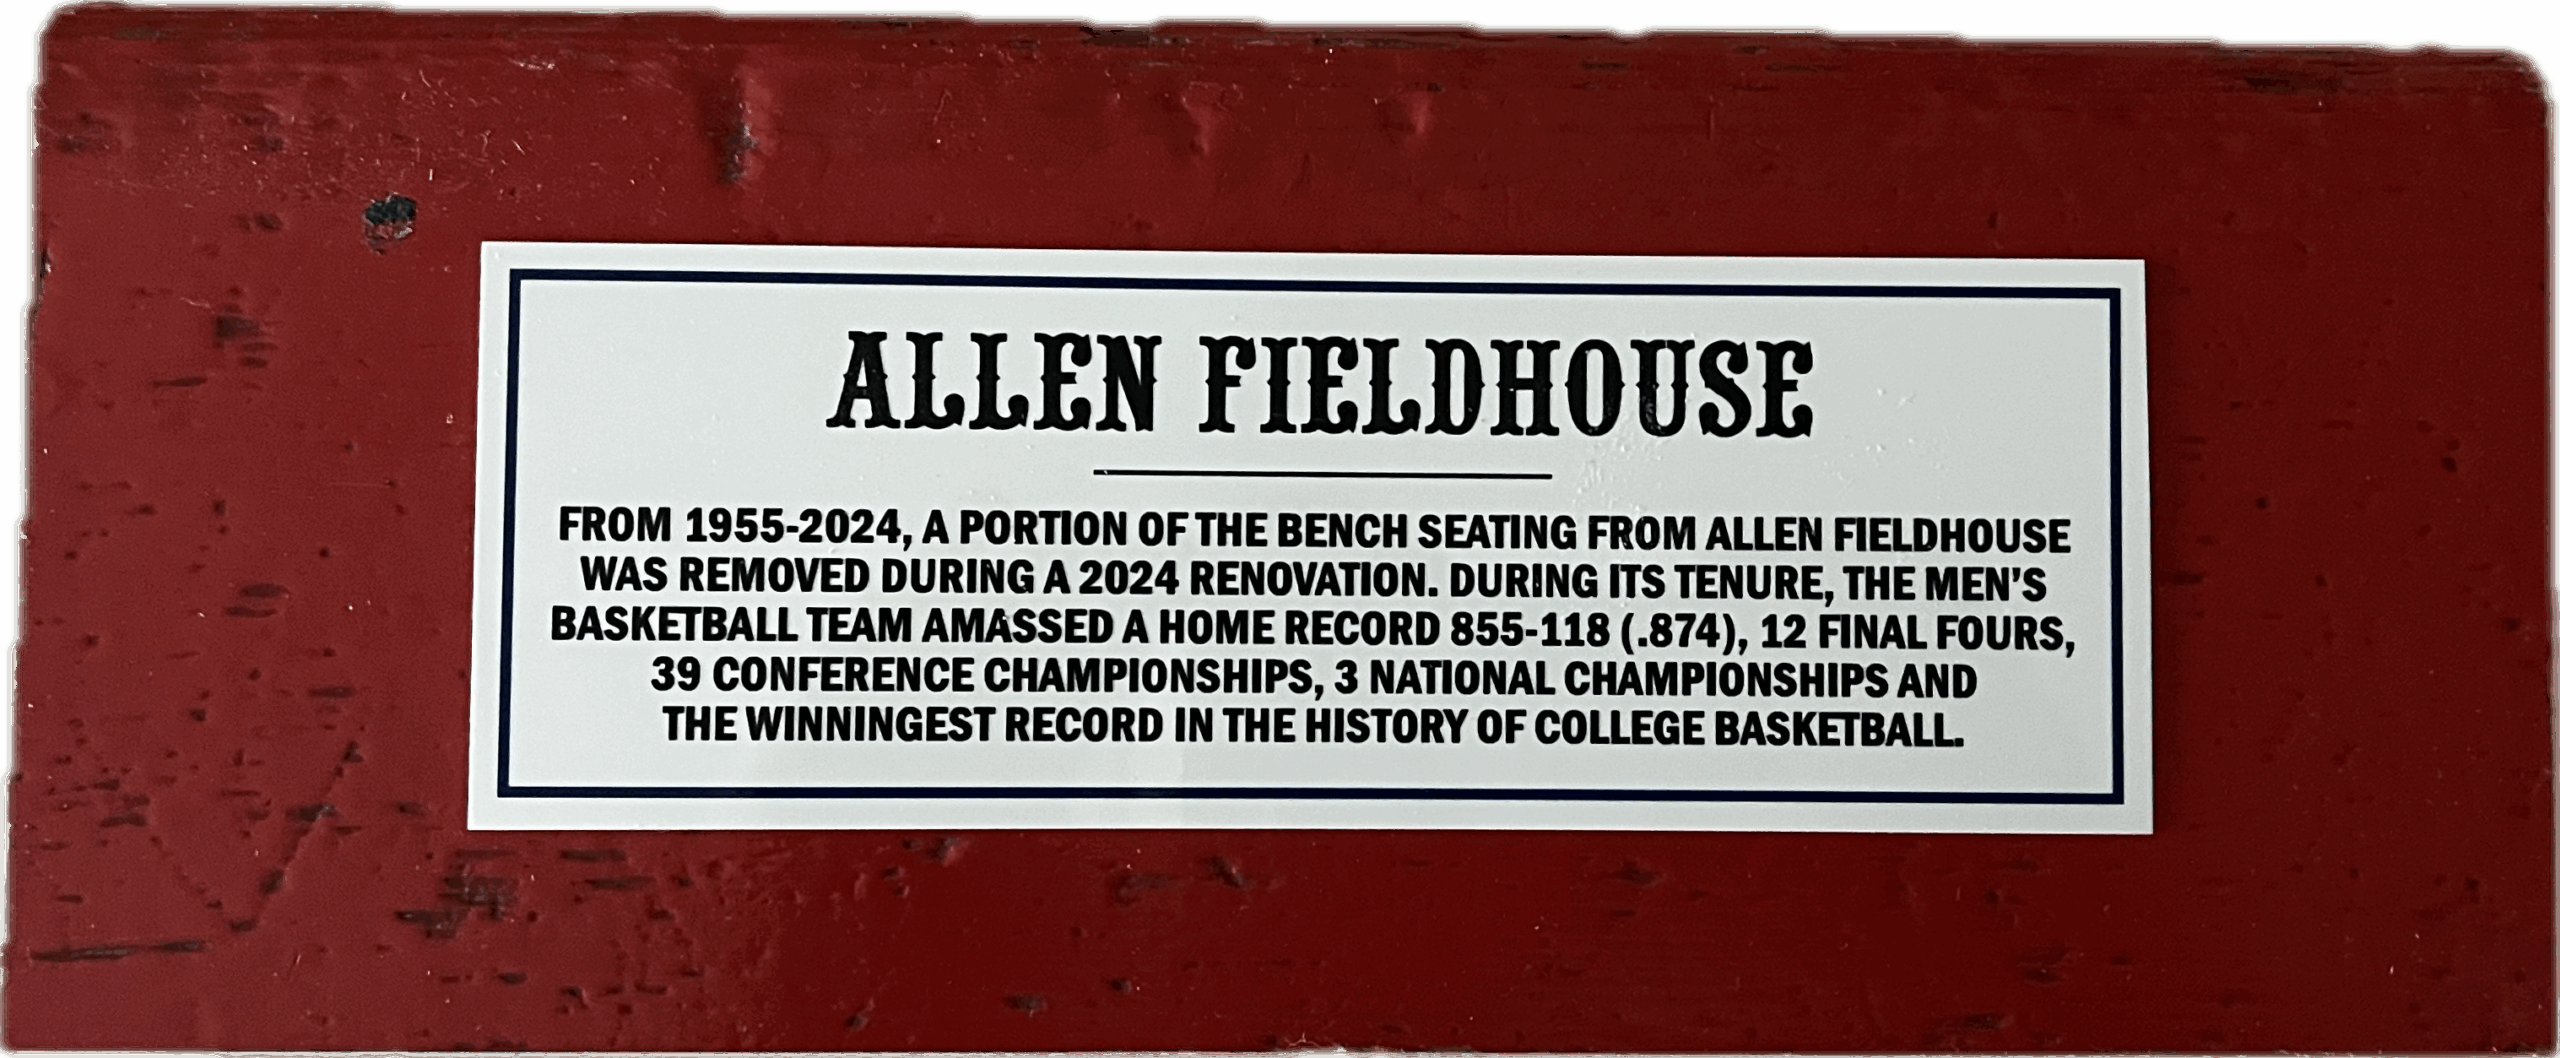 ALLEN FIELDHOUSE
FROM 1955-2024, A PORTION OF THE BENCH SEATING FROM ALLEN FIELDHOUSE
WAS REMOVED DURING A 2024 RENOVATION. DURING ITS TENURE, THE MEN'S
BASKETBALL TEAM AMASSED A HOME RECORD 855-118 (.874), 12 FINAL FOURS,
39 CONFERENCE CHAMPIONSHIPS, 3 NATIONAL CHAMPIONSHIPS AND
THE WINNINGEST RECORD IN THE HISTORY OF COLLEGE BASKETBALL.